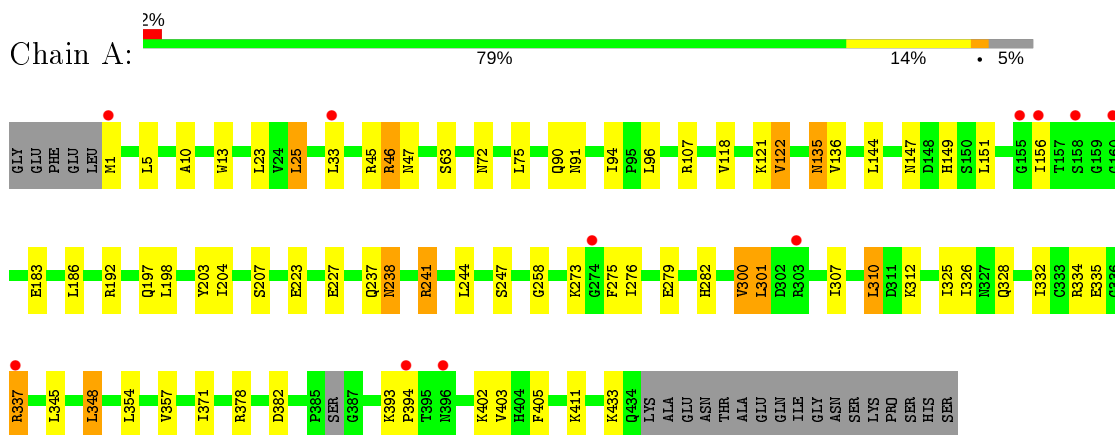 2%
Chain A:
79% 14% • 5%
GLY GLU PHE GLU LEU M1 L5 A10 W13 L23 V24 L25 L33 R45 R46 N47 S63 N72 L75 Q90 N91 I94 P95 L96 R107 V118 K121 V122 N135 V136 L144 N147 D148 H149 S150 L151 G155 I156 T157 S158 G159 G160
E183 L186 R192 Q197 L198 Y203 I204 S207 E223 E227 Q237 N238 R241 L244 S247 G258 K273 G274 F275 I276 E279 H282 V300 L301 D302 R303 I307 L310 D311 K312 I325 I326 N327 Q328 I332 C333 R334 E335 G336
R337 L345 L348 L354 V357 I371 R378 D382 P385 SER G387 K393 P394 T395 N396 K402 V403 H404 F405 K411 K433 Q434 LYS ALA GLU ASN THR ALA GLU GLN ILE GLY ASN SER LYS PRO SER HIS SER